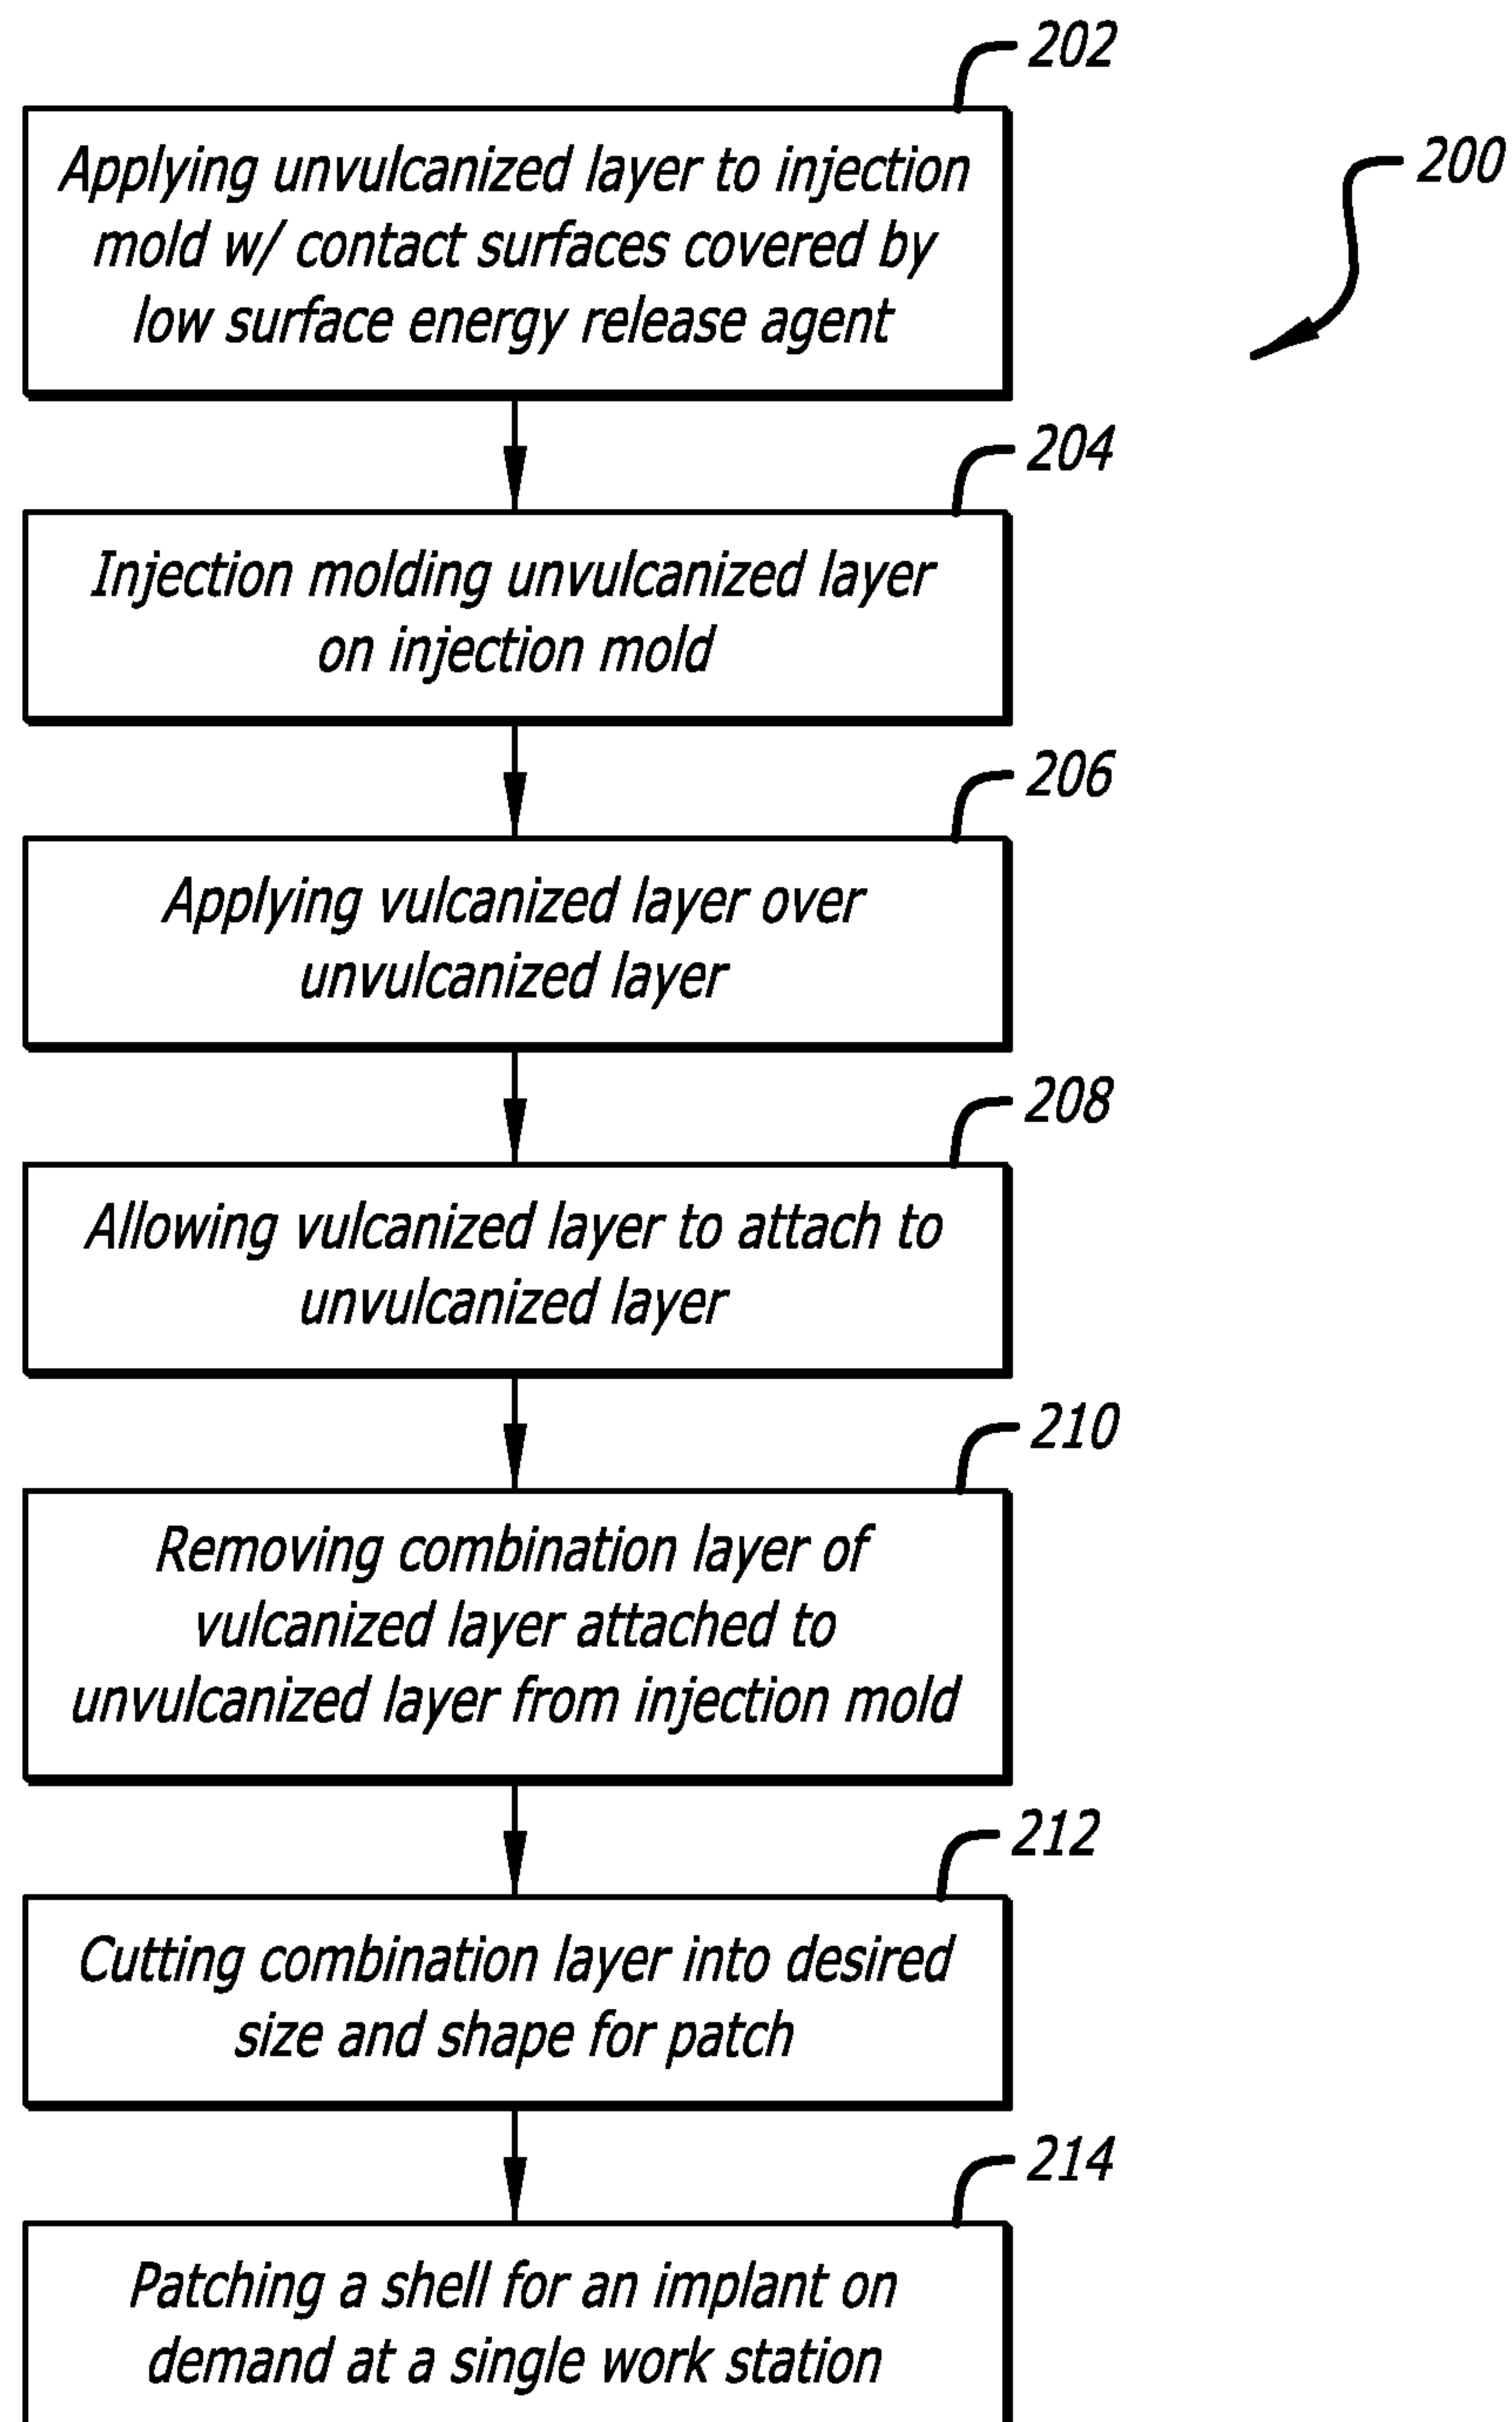 202
200
Applying unvulcanized layer to injection
mold w/ contact surfaces covered by
low surface energy release agent
204
Injection molding unvulcanized layer
on injection mold
206
Applying vulcanized layer over
unvulcanized layer
208
Allowing vulcanized layer to attach to
unvulcanized layer
210
Removing combination layer of
vulcanized layer attached to
unvulcanized layer from injection mold
212
Cutting combination layer into desired
size and shape for patch
214
Patching a shell for an implant on
demand at a single work station